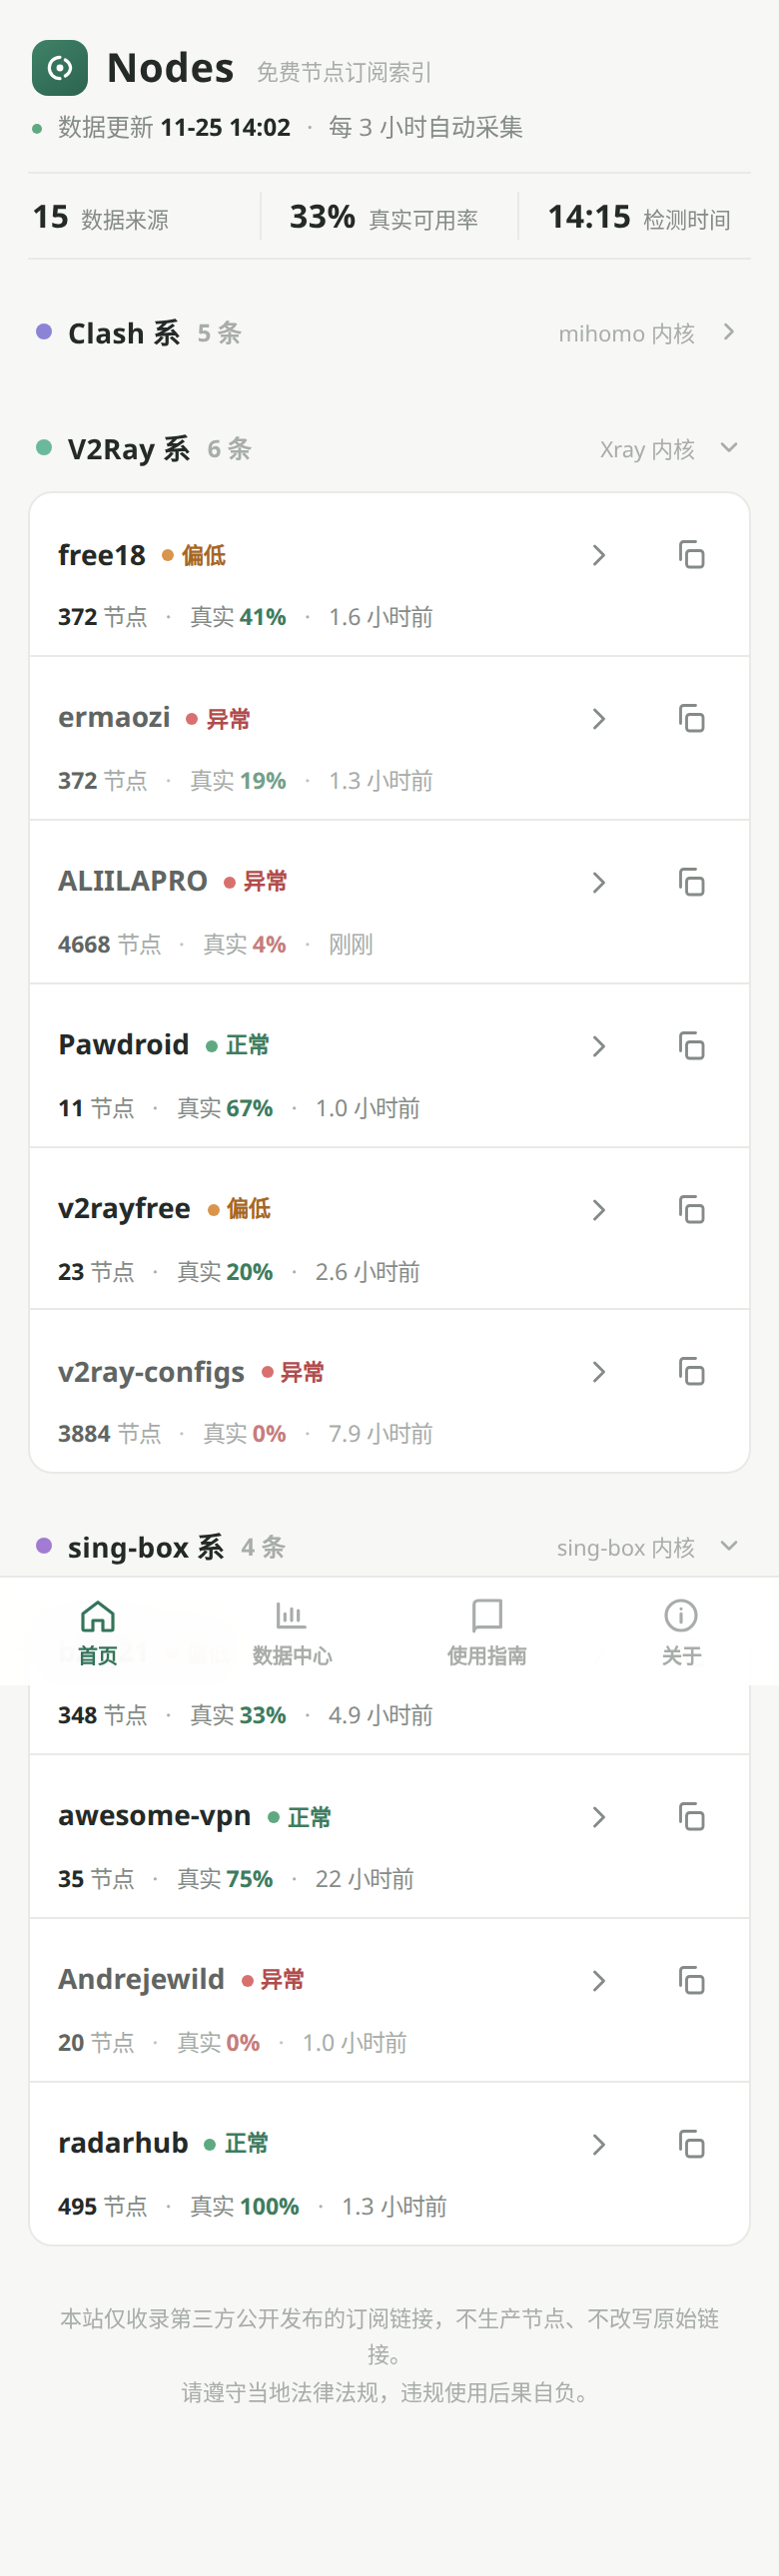 Nodes 免费节点订阅索引
数据更新 11-25 14:02 · 每 3 小时自动采集
15 数据来源 33% 真实可用率 14:15 检测时间
Clash 系 5 条 mihomo 内核
V2Ray 系 6 条 Xray 内核
free18 偏低
372 节点 · 真实 41% · 1.6 小时前
ermaozi 异常
372 节点 · 真实 19% · 1.3 小时前
ALIILAPRO 异常
4668 节点 · 真实 4% · 刚刚
Pawdroid 正常
11 节点 · 真实 67% · 1.0 小时前
v2rayfree 偏低
23 节点 · 真实 20% · 2.6 小时前
v2ray-configs 异常
3884 节点 · 真实 0% · 7.9 小时前
sing-box 系 4 条 sing-box 内核
首页 数据中心 使用指南 关于
348 节点 · 真实 33% · 4.9 小时前
awesome-vpn 正常
35 节点 · 真实 75% · 22 小时前
Andrejewild 异常
20 节点 · 真实 0% · 1.0 小时前
radarhub 正常
495 节点 · 真实 100% · 1.3 小时前
本站仅收录第三方公开发布的订阅链接，不生产节点、不改写原始链
接。
请遵守当地法律法规，违规使用后果自负。